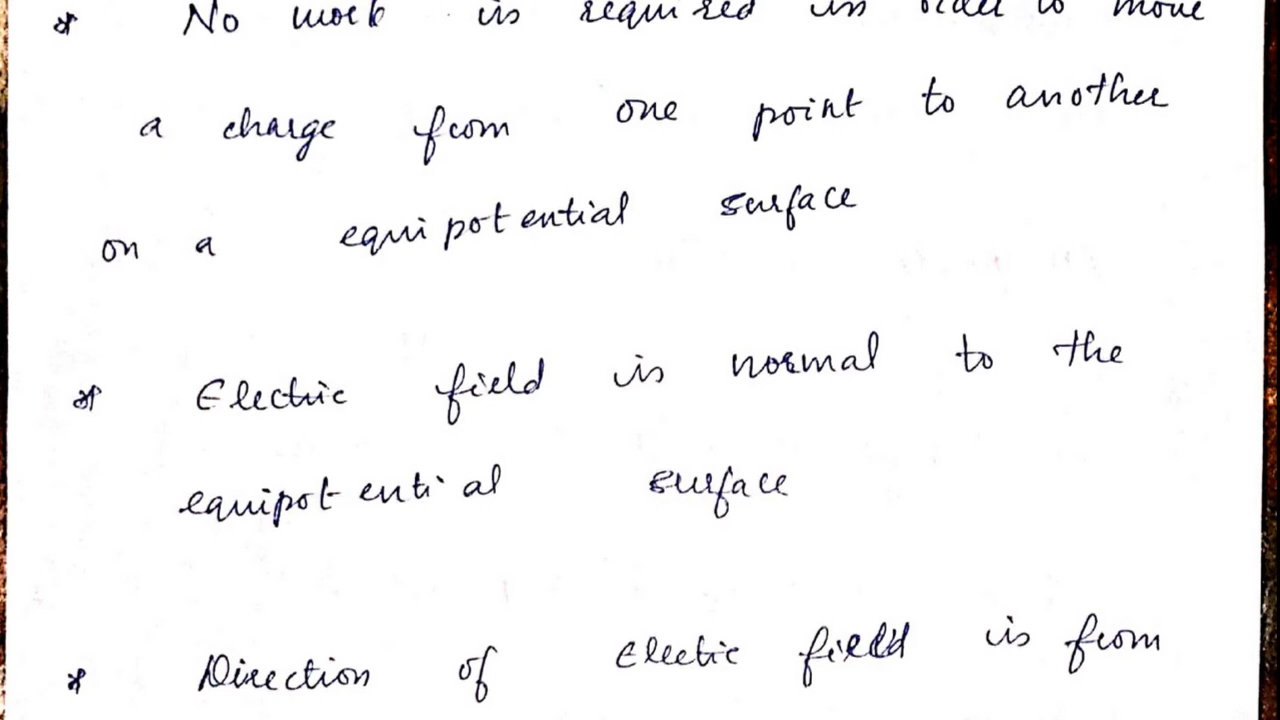 * No work is required in order to move
a charge from one point to another
on a equipotential surface
* Electric field is normal to the
equipotential surface
* Direction of Electric field is from